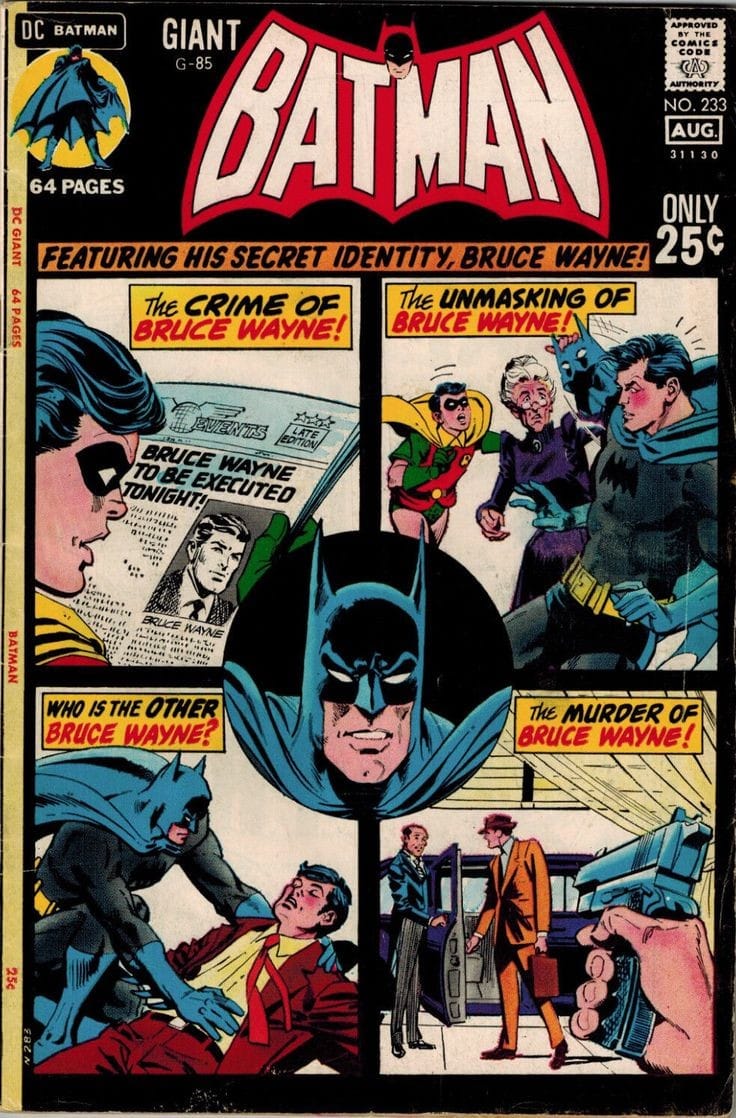 DC BATMAN
64 PAGES
GIANT
G-85
BATMAN
APPROVED
BY THE
COMICS
CODE
CA
AUTHORITY
NO. 233
AUG.
31130
ONLY
25¢
FEATURING HIS SECRET IDENTITY, BRUCE WAYNE!
DC GIANT 64 PAGES
BATMAN
25¢
The CRIME OF
BRUCE WAYNE!
EVENTS
LATE
EDITION
BRUCE WAYNE
TO BE EXECUTED
TONIGHT!
BRUCE WAYNE
The UNMASKING OF
BRUCE WAYNE!
WHO IS THE OTHER
BRUCE WAYNE?
N283
The MURDER OF
BRUCE WAYNE!